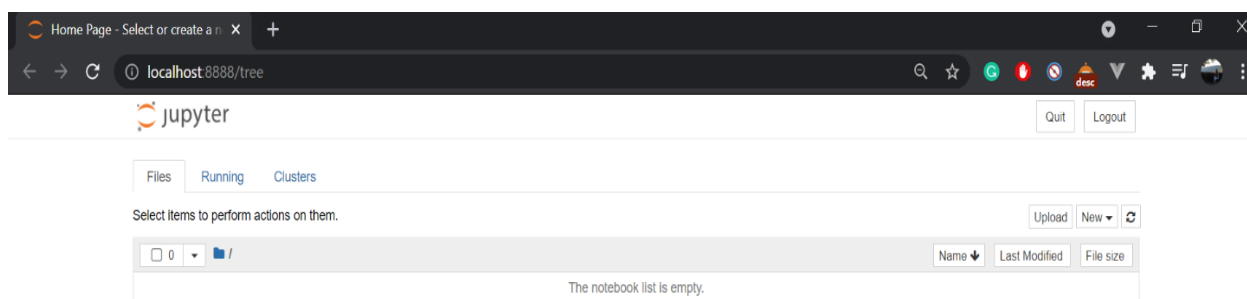 Home Page - Select or create a n
localhost:8888/tree
desc
jupyter
Quit Logout
Files Running Clusters
Select items to perform actions on them.
Upload New
0 /
Name Last Modified File size
The notebook list is empty.